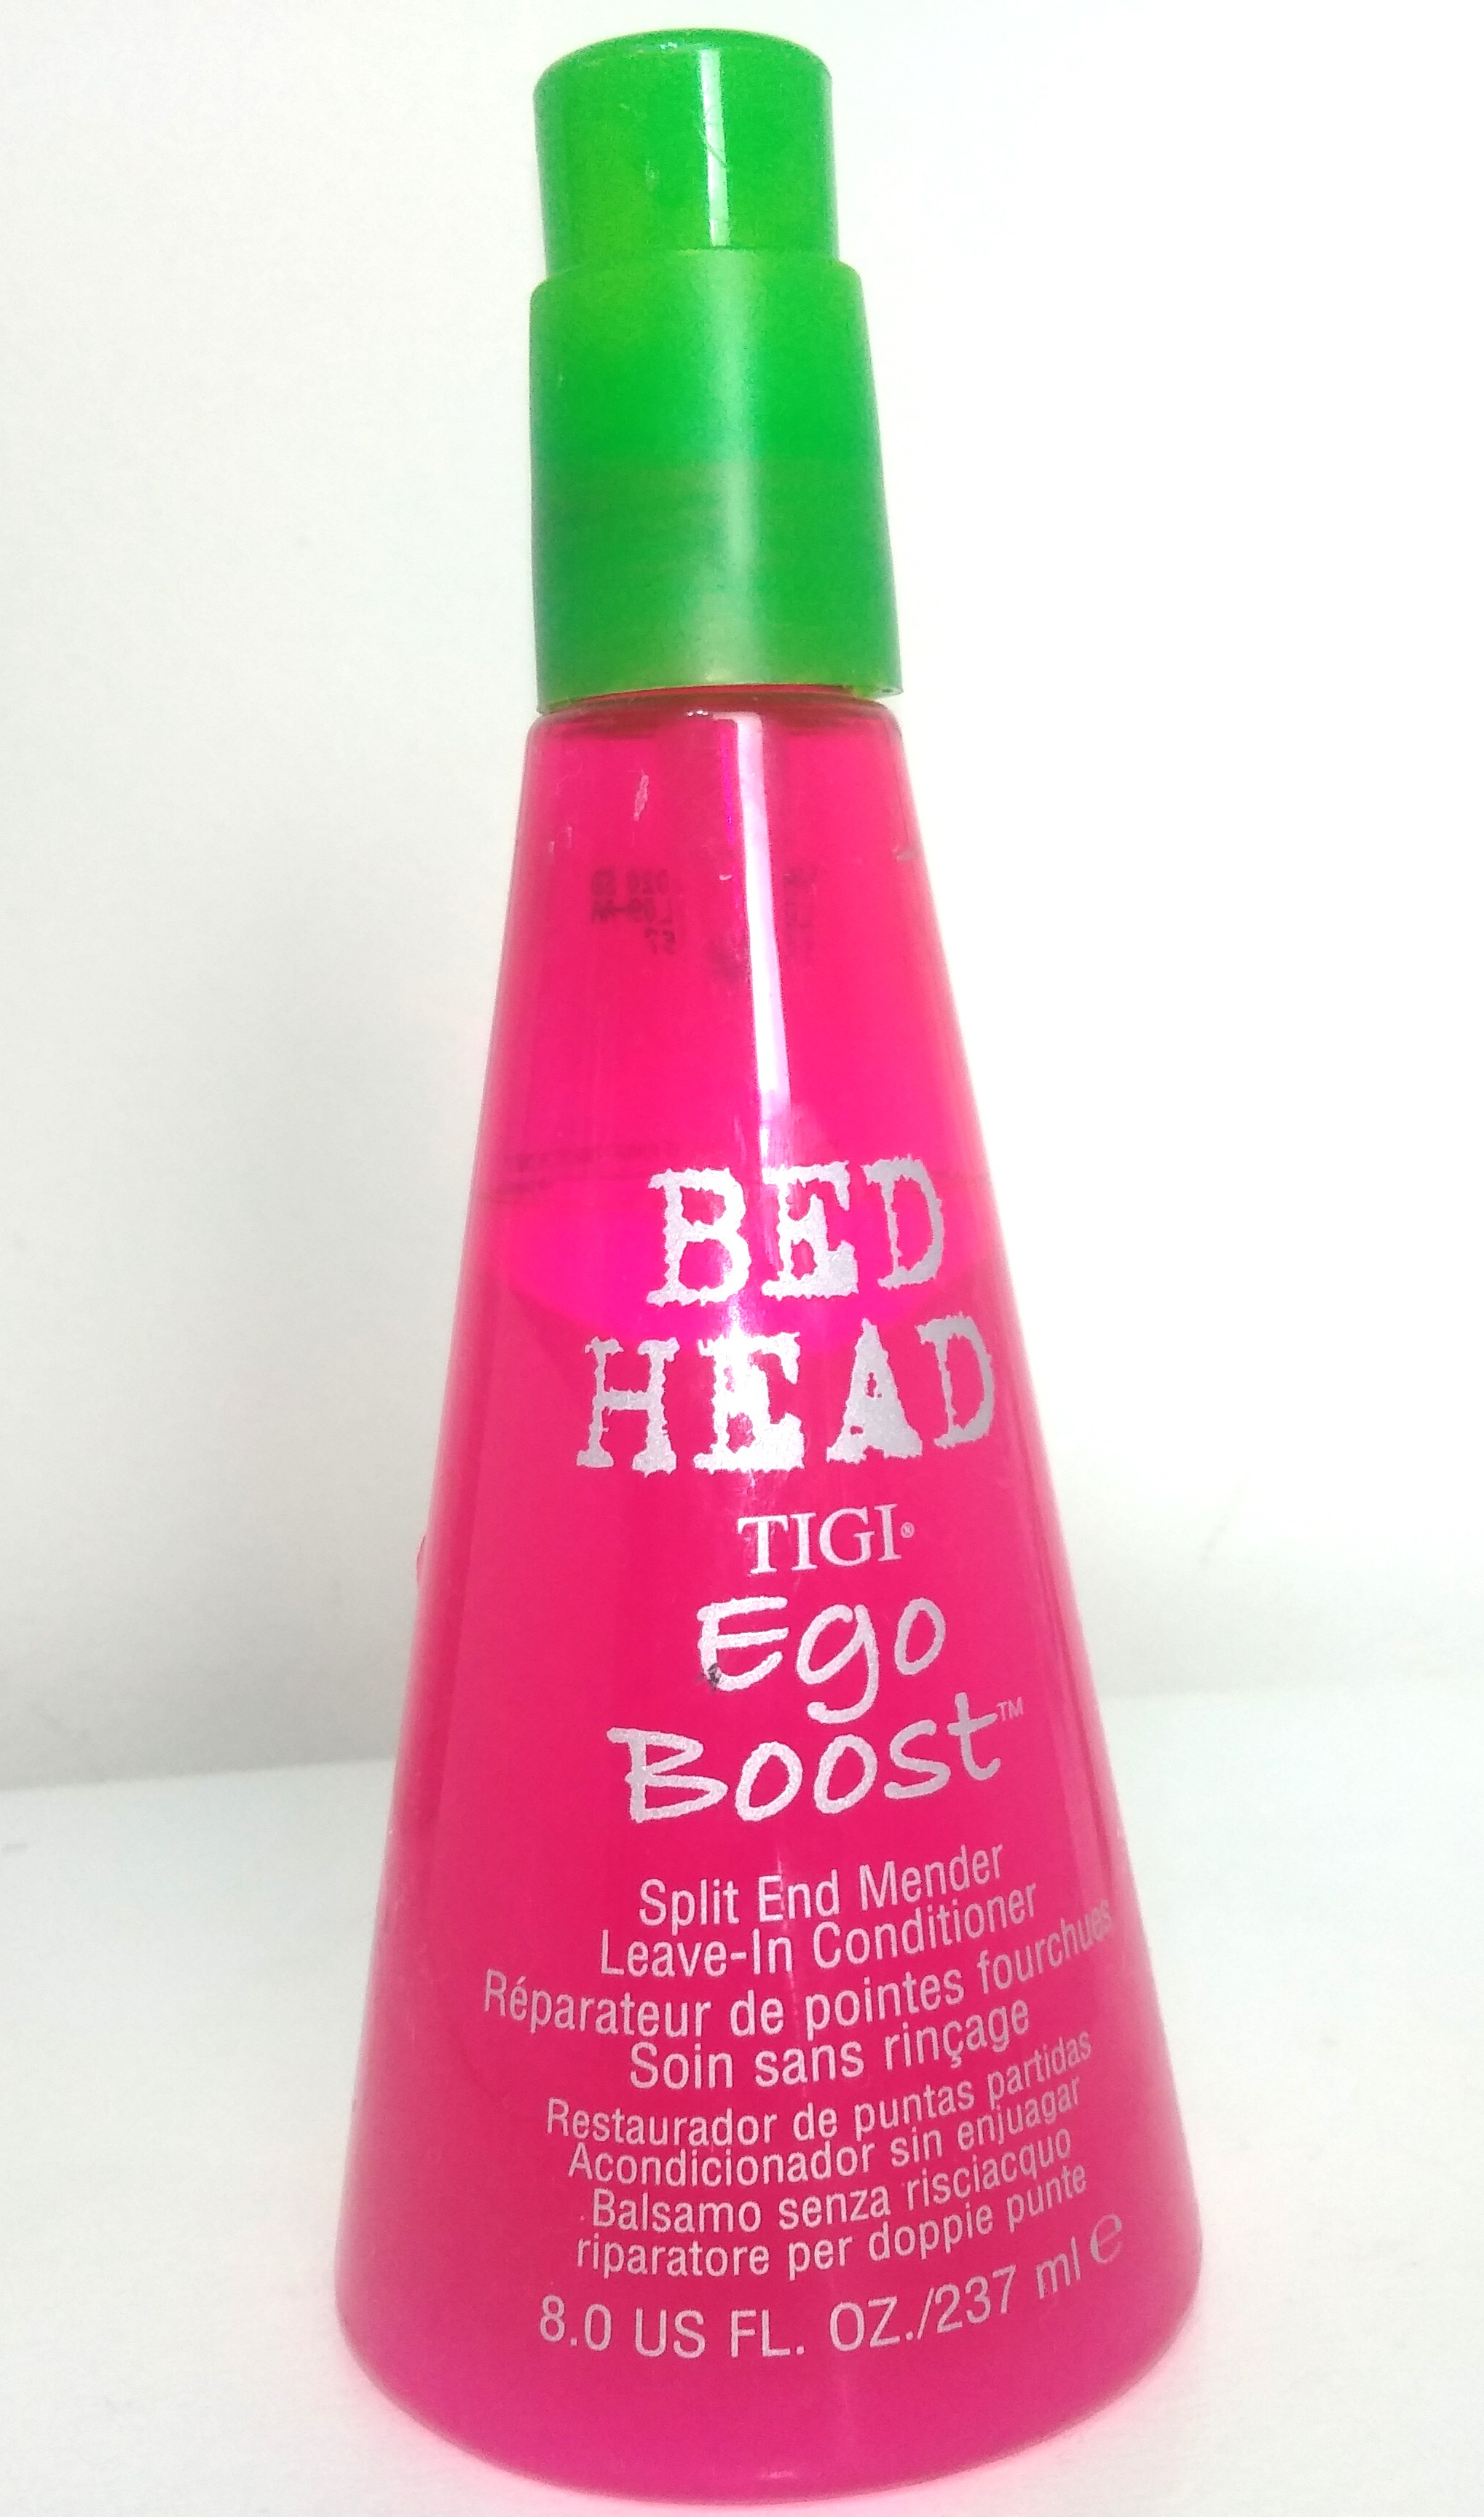 BED
HEAD
TIGI®
Ego
Boost™
Split End Mender
Leave-In Conditioner
Réparateur de pointes fourchues
Soin sans rinçage
Restaurador de puntas partidas
Acondicionador sin enjuagar
Balsamo senza risciacquo
riparatore per doppie punte
8.0 US FL. OZ./237 ml ℮